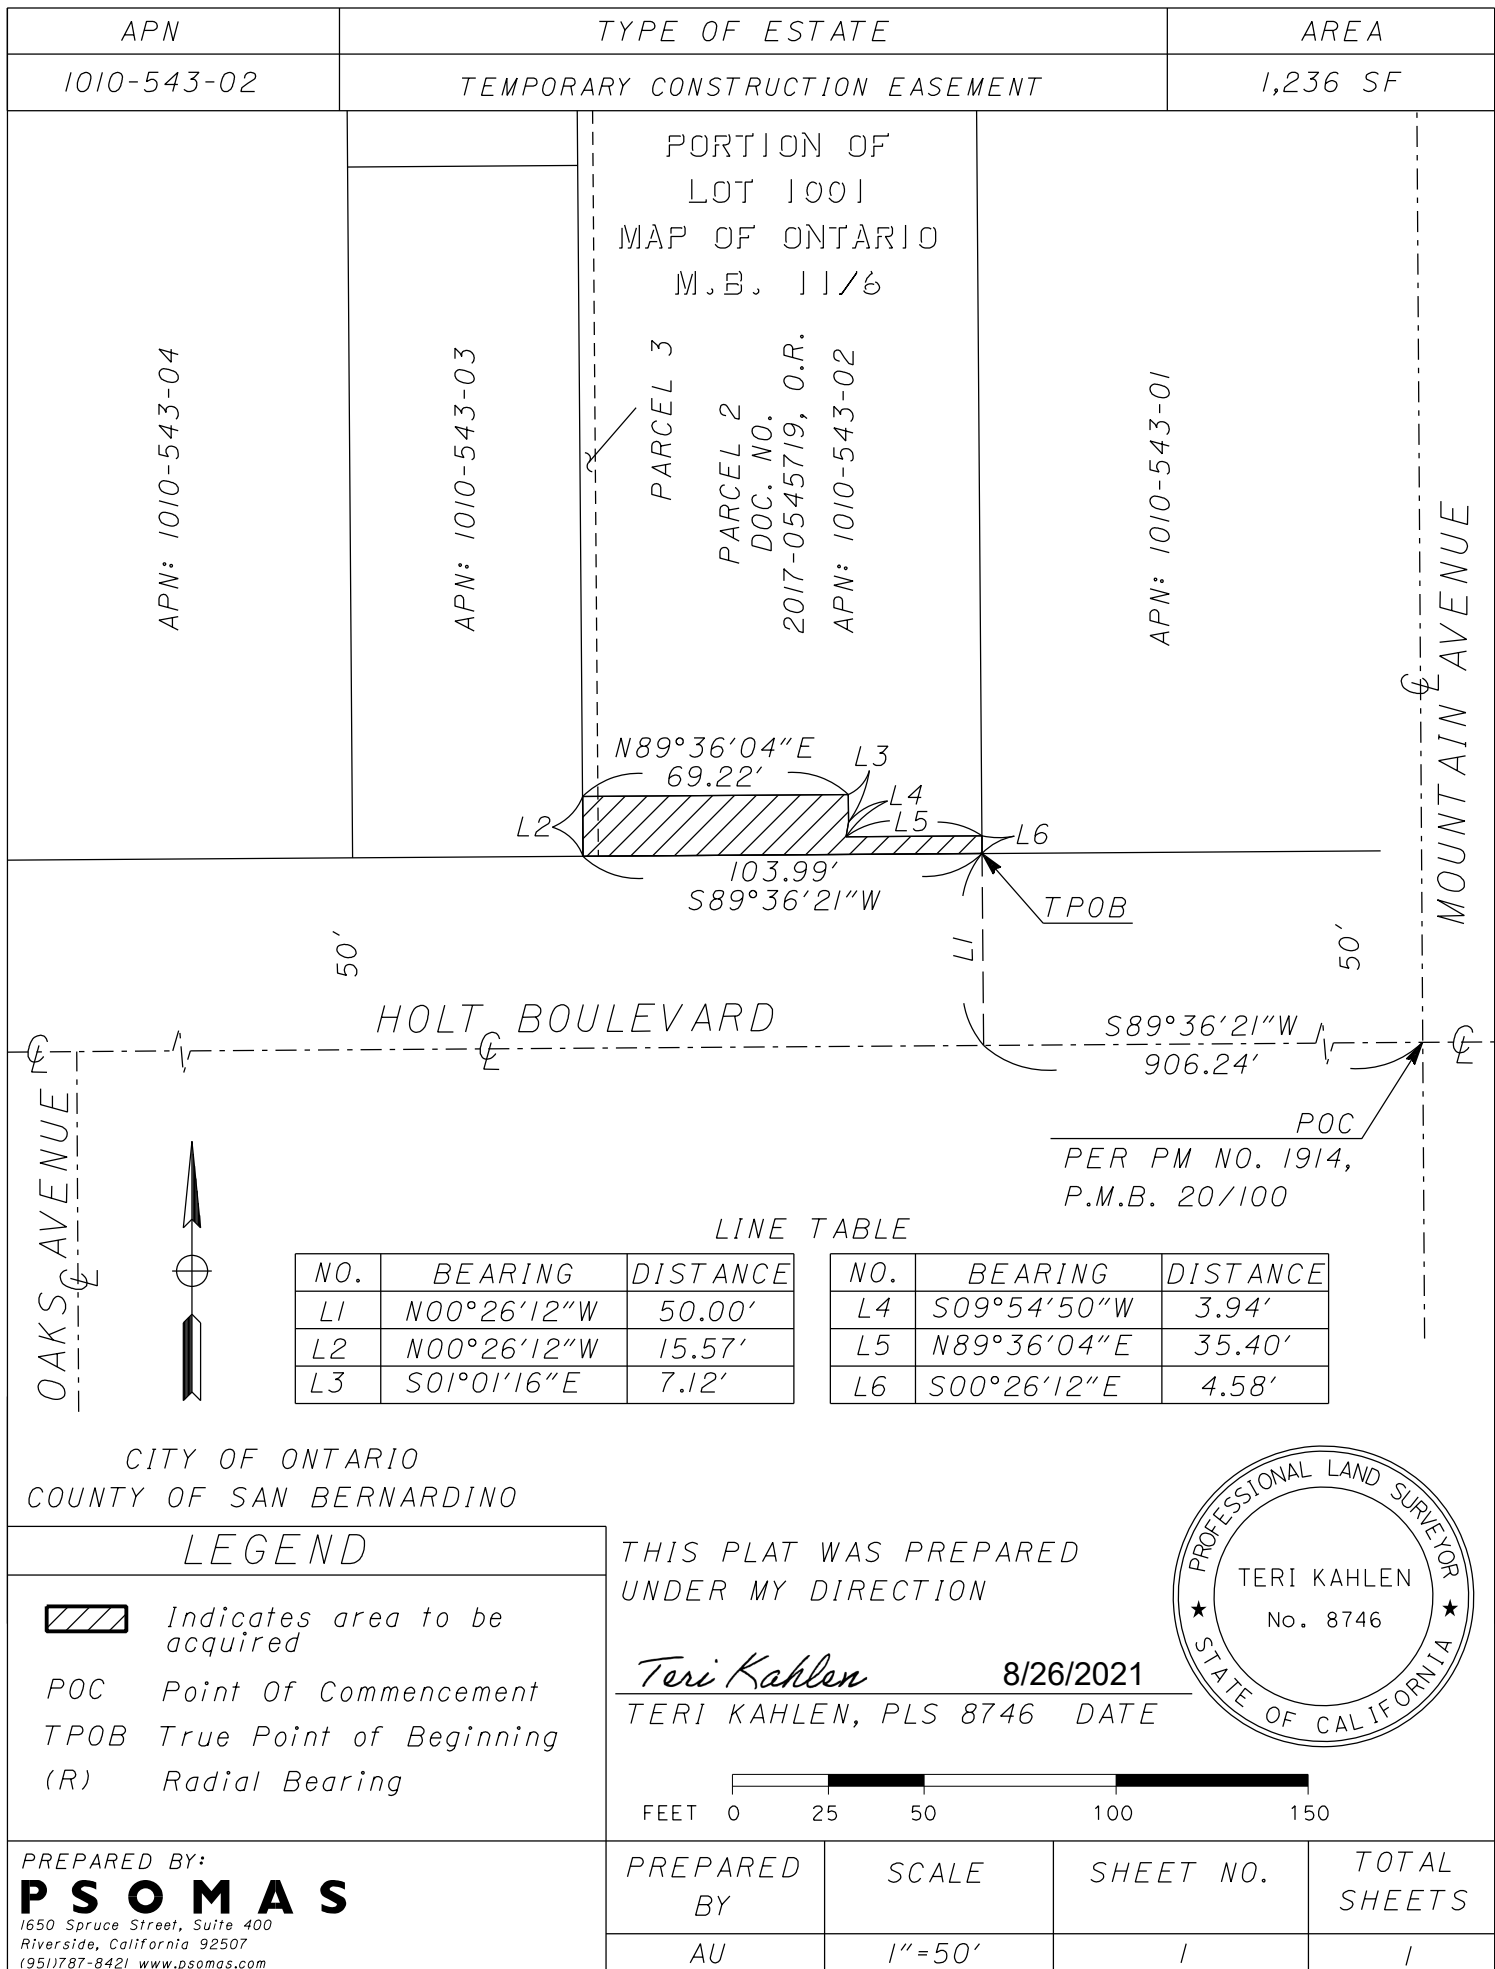 APN TYPE OF ESTATE AREA
1010-543-02 TEMPORARY CONSTRUCTION EASEMENT 1,236 SF
PORTION OF
LOT 1001
MAP OF ONTARIO
M.B. 11/6
APN: 1010-543-04
APN: 1010-543-03
PARCEL 3
PARCEL 2
DOC. NO.
2017-0545719, O.R.
APN: 1010-543-02
APN: 1010-543-01
MOUNTAIN AVENUE
N89°36'04"E
69.22'
L3
L4
L5
L2
L6
103.99'
S89°36'21"W
TPOB
50'
L1
50'
HOLT BOULEVARD
S89°36'21"W
906.24'
POC
PER PM NO. 1914,
P.M.B. 20/100
OAKS AVENUE
LINE TABLE
NO. BEARING DISTANCE
L1 N00°26'12"W 50.00'
L2 N00°26'12"W 15.57'
L3 S01°01'16"E 7.12'
NO. BEARING DISTANCE
L4 S09°54'50"W 3.94'
L5 N89°36'04"E 35.40'
L6 S00°26'12"E 4.58'
CITY OF ONTARIO
COUNTY OF SAN BERNARDINO
LEGEND
Indicates area to be
acquired
POC Point Of Commencement
TPOB True Point of Beginning
(R) Radial Bearing
THIS PLAT WAS PREPARED
UNDER MY DIRECTION
Teri Kahlen 8/26/2021
TERI KAHLEN, PLS 8746 DATE
PROFESSIONAL LAND SURVEYOR
TERI KAHLEN
No. 8746
★ STATE OF CALIFORNIA ★
FEET 0 25 50 100 150
PREPARED BY:
PSOMAS
1650 Spruce Street, Suite 400
Riverside, California 92507
(951)787-8421 www.psomas.com
PREPARED BY SCALE SHEET NO. TOTAL SHEETS
AU 1"=50' 1 1